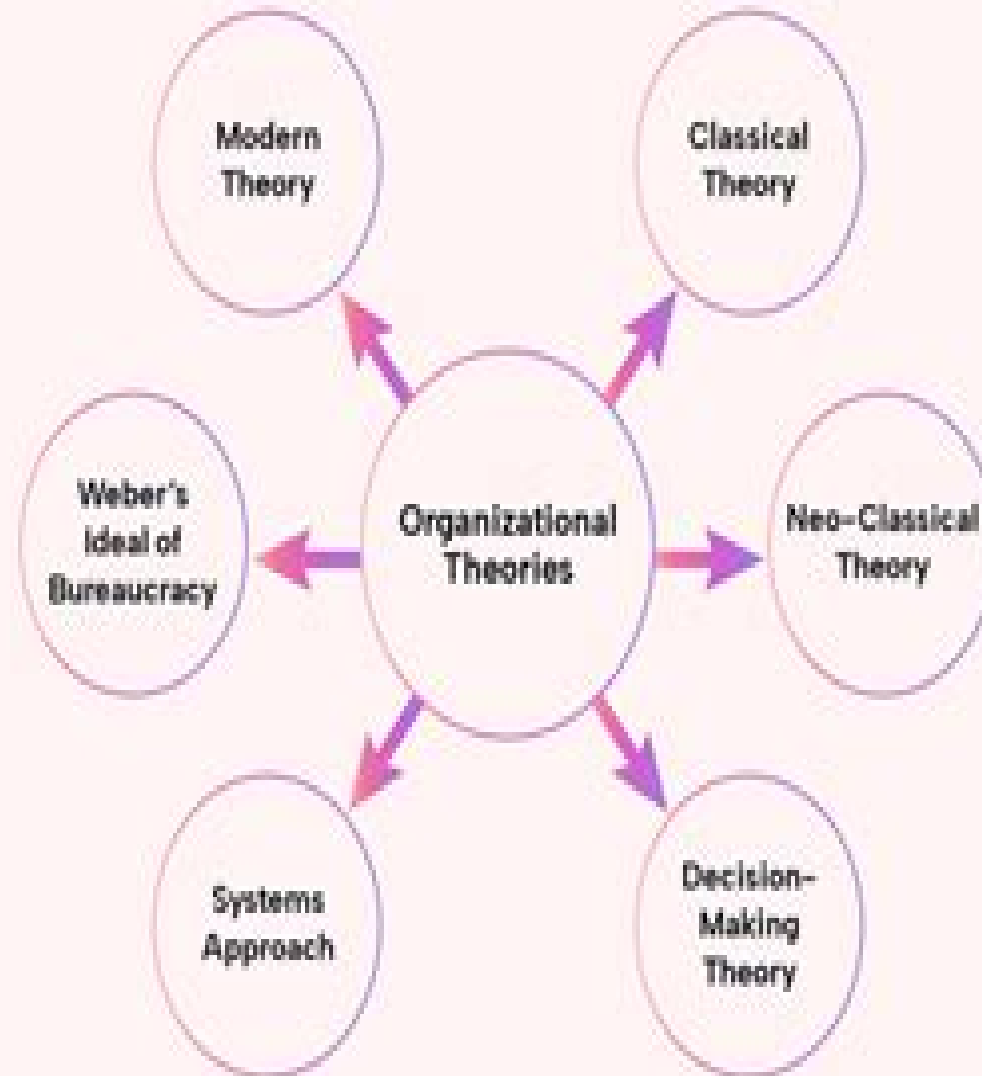 Modern
Theory
Classical
Theory
Weber's
Ideal of
Bureaucracy
Organizational
Theories
Neo-Classical
Theory
Systems
Approach
Decision-
Making
Theory